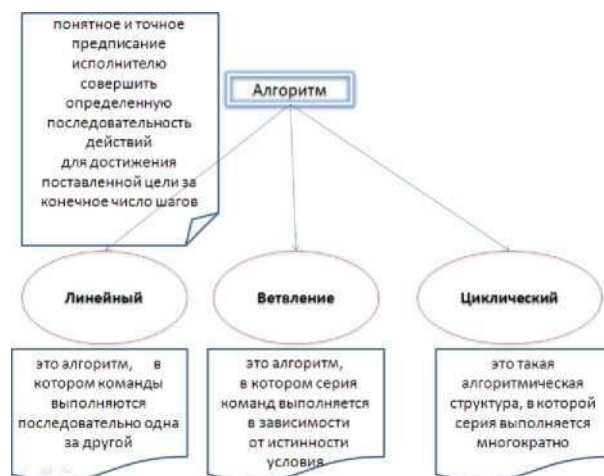 понятное и точное
предписание
исполнителю
совершить
определенную
последовательность
действий
для достижения
поставленной цели за
конечное число шагов
Алгоритм
Линейный
Ветвление
Циклический
это алгоритм, в
котором команды
выполняются
последовательно одна
за другой
это алгоритм,
в котором серия
команд выполняется
в зависимости
от истинности
условия
это такая
алгоритмическая
структура, в которой
серия выполняется
многократно